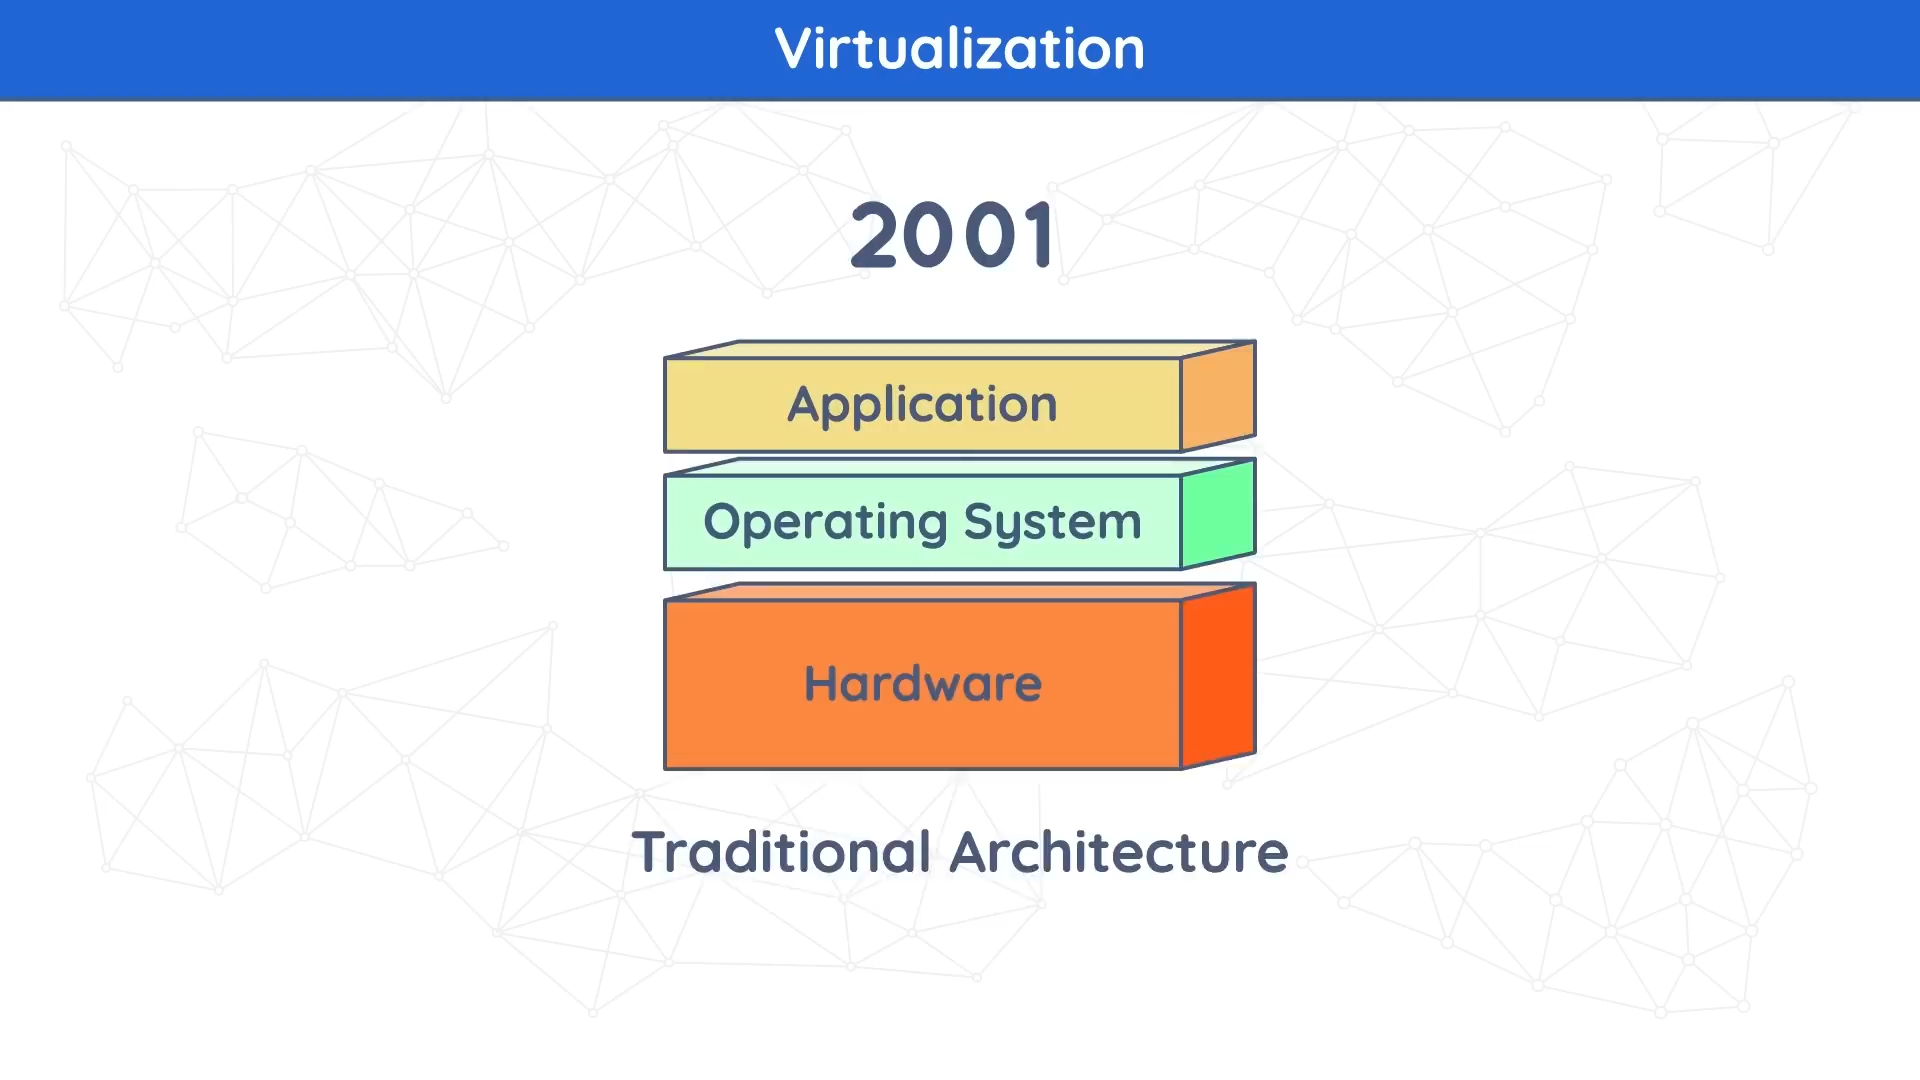 Virtualization
2001
Application
Operating System
Hardware
Traditional Architecture